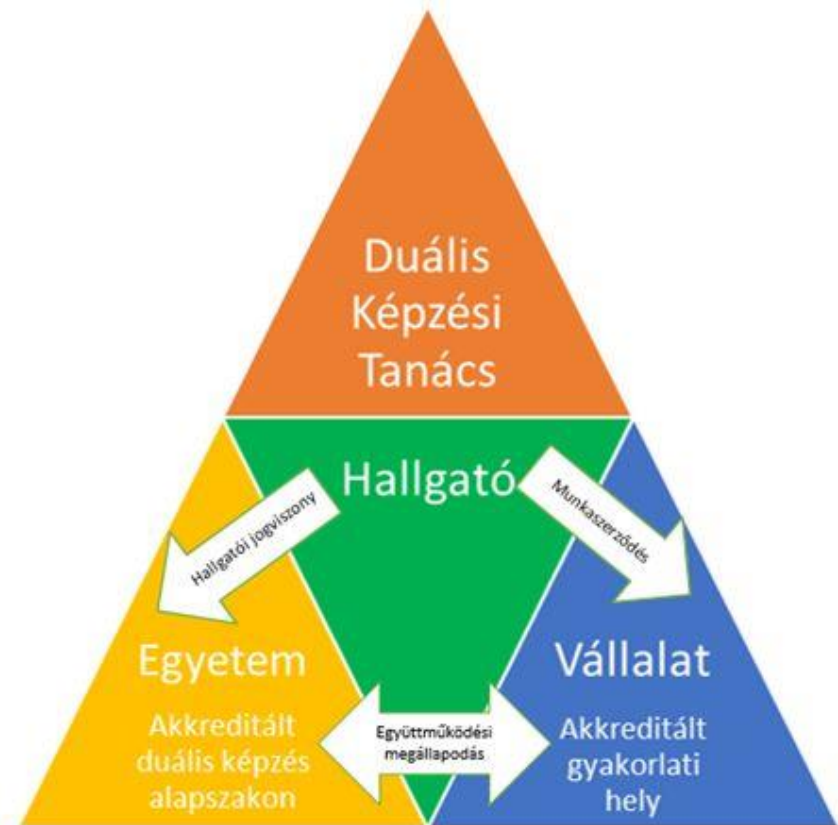 Duális
Képzési
Tanács
Hallgató
Hallgatói jogviszony
Munkaszerződés
Egyetem
Akkreditált
duális képzés
alapszakon
Együttműködési
megállapodás
Vállalat
Akkreditált
gyakorlati
hely